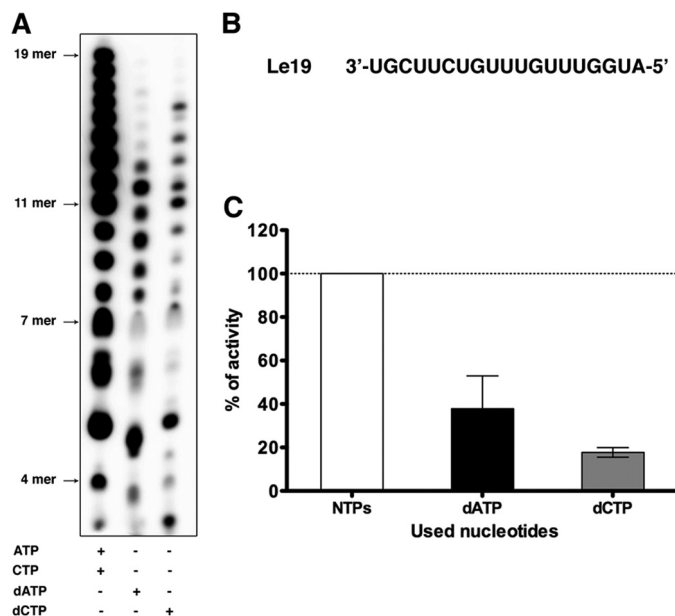 A
19 mer
11 mer
7 mer
4 mer
ATP + - -
CTP + - -
dATP - + -
dCTP - - +
B
Le19 3'-UGCUUCUGUUUGUUUGGUA-5'
C
120
100
80
60
40
20
0
% of activity
NTPs dATP dCTP
Used nucleotides